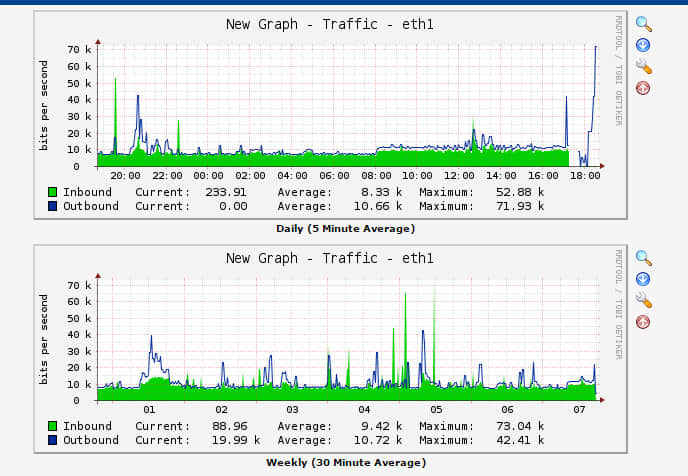 New Graph - Traffic - eth1
RRDTOOL / TOBI OETIKER
bits per second
70 k
60 k
50 k
40 k
30 k
20 k
10 k
0
20:00 22:00 00:00 02:00 04:00 06:00 08:00 10:00 12:00 14:00 16:00 18:00
Inbound Current: 233.91 Average: 8.33 k Maximum: 52.88 k
Outbound Current: 0.00 Average: 10.66 k Maximum: 71.93 k
Daily (5 Minute Average)
New Graph - Traffic - eth1
RRDTOOL / TOBI OETIKER
bits per second
70 k
60 k
50 k
40 k
30 k
20 k
10 k
0
01 02 03 04 05 06 07
Inbound Current: 88.96 Average: 9.42 k Maximum: 73.04 k
Outbound Current: 19.99 k Average: 10.72 k Maximum: 42.41 k
Weekly (30 Minute Average)